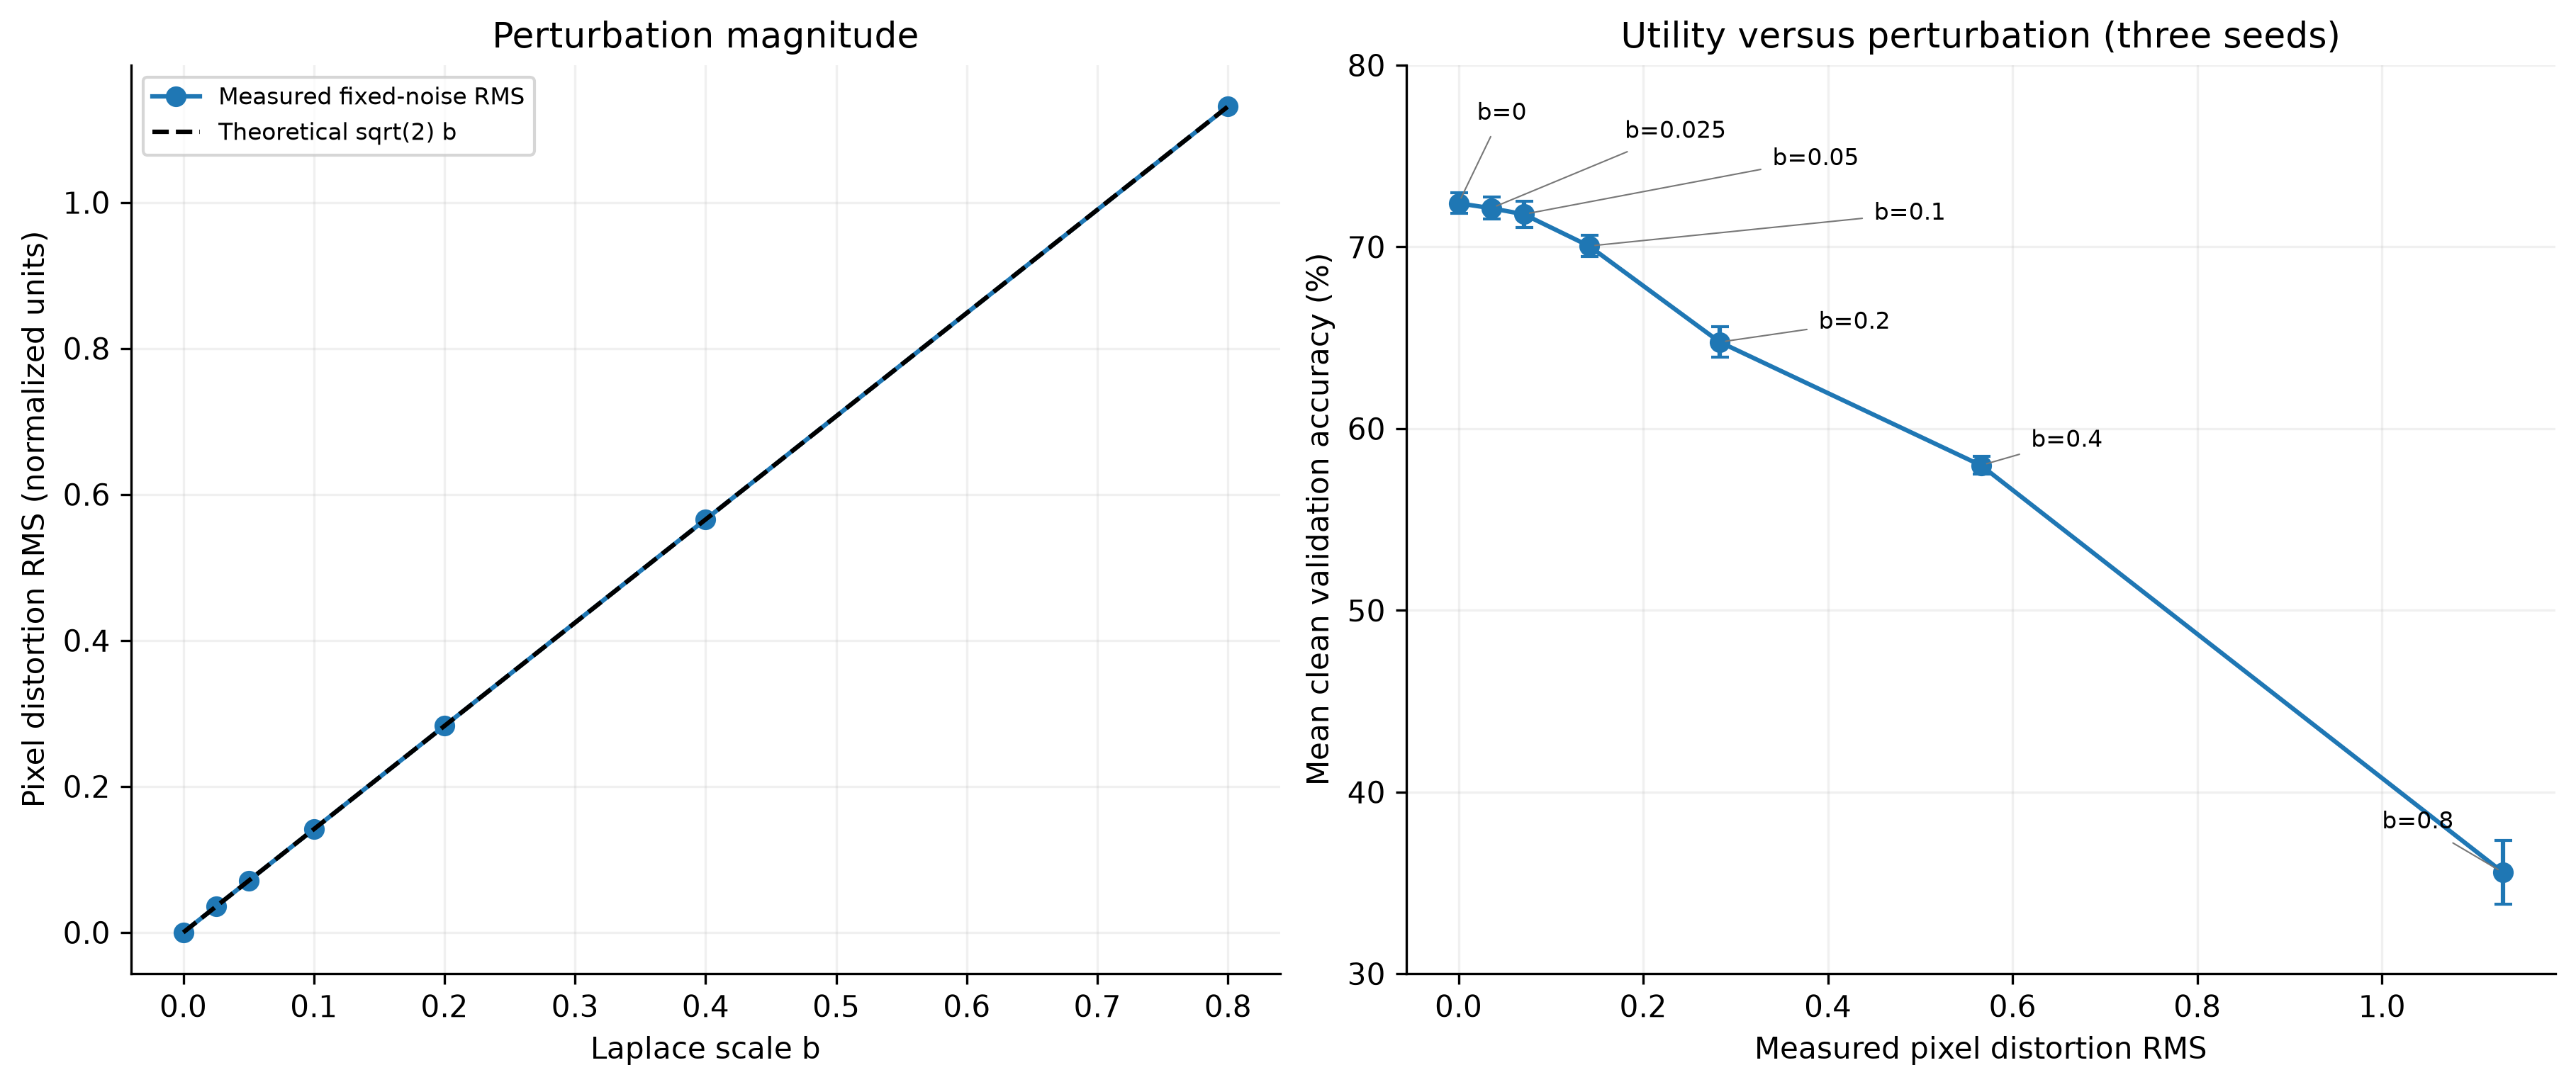 Perturbation magnitude
Measured fixed-noise RMS
Theoretical sqrt(2) b
Pixel distortion RMS (normalized units)
1.0
0.8
0.6
0.4
0.2
0.0
0.0 0.1 0.2 0.3 0.4 0.5 0.6 0.7 0.8
Laplace scale b
Utility versus perturbation (three seeds)
Mean clean validation accuracy (%)
80
70
60
50
40
30
b=0
b=0.025
b=0.05
b=0.1
b=0.2
b=0.4
b=0.8
0.0 0.2 0.4 0.6 0.8 1.0
Measured pixel distortion RMS